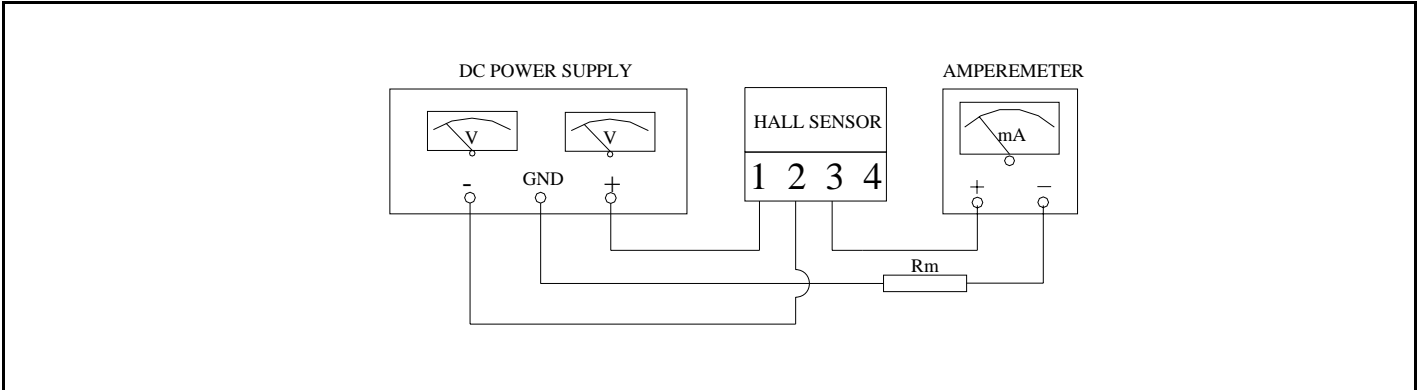 DC POWER SUPPLY
AMPEREMETER
V
V
HALL SENSOR
mA
- GND +
1 2 3 4
+ −
Rm